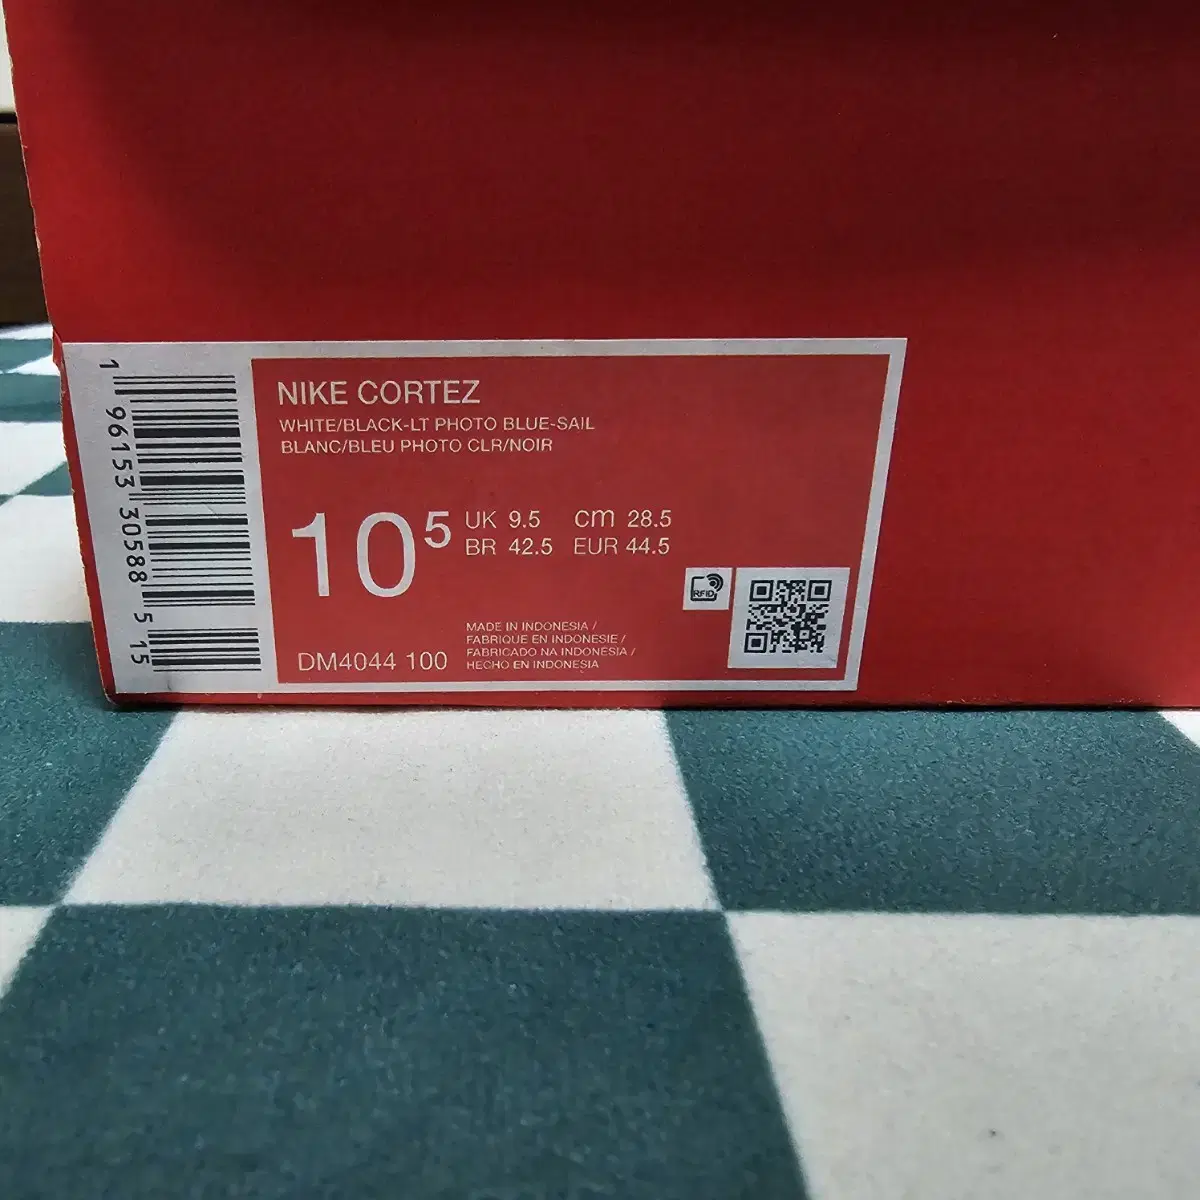 1 96153 30588 5 15
NIKE CORTEZ
WHITE/BLACK-LT PHOTO BLUE-SAIL
BLANC/BLEU PHOTO CLR/NOIR
10 5
UK 9.5 cm 28.5
BR 42.5 EUR 44.5
RFID
DM4044 100
MADE IN INDONESIA /
FABRIQUE EN INDONESIE /
FABRICADO NA INDONESIA /
HECHO EN INDONESIA